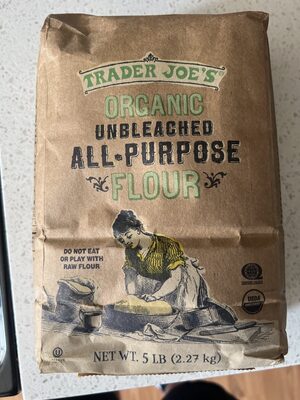 TRADER JOE'S
ORGANIC
UNBLEACHED
ALL-PURPOSE
FLOUR
DO NOT EAT
OR PLAY WITH
RAW FLOUR
USDA
NET WT. 5 LB (2.27 kg)